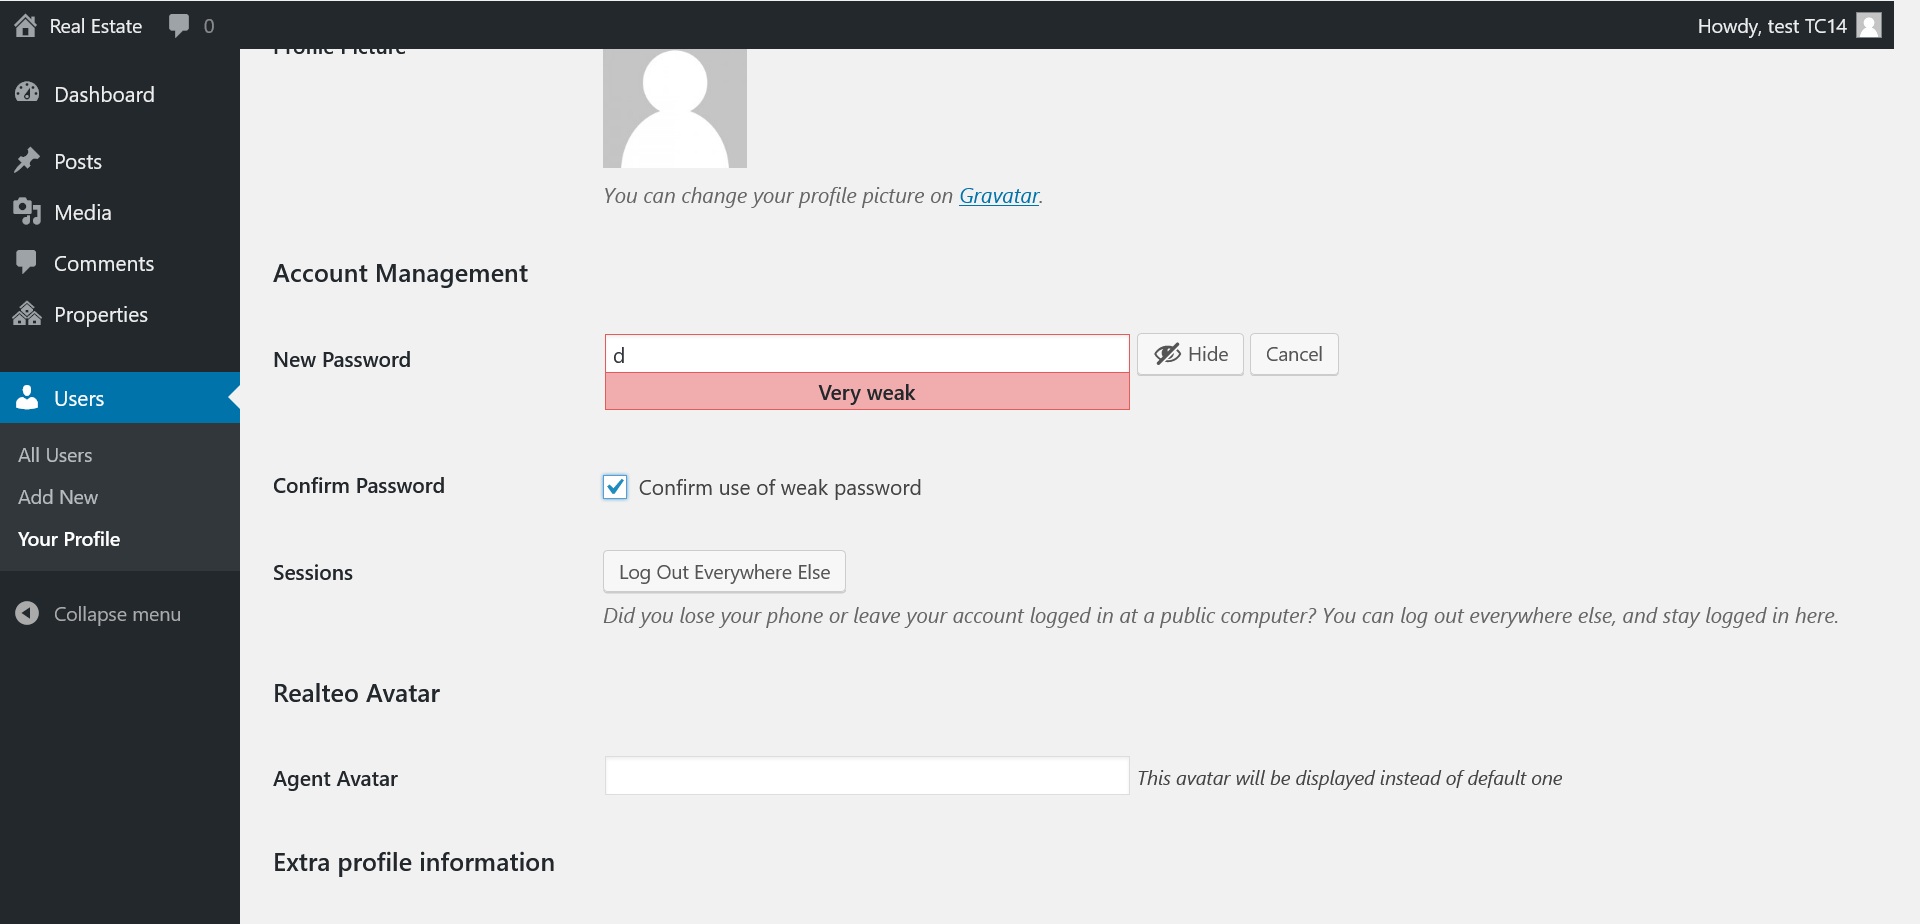 Real Estate
0
Howdy, test TC14
Dashboard
Posts
Media
Comments
Properties
Users
All Users
Add New
Your Profile
Collapse menu
Profile Picture
You can change your profile picture on Gravatar.
Account Management
New Password
d
Hide
Cancel
Very weak
Confirm Password
Confirm use of weak password
Sessions
Log Out Everywhere Else
Did you lose your phone or leave your account logged in at a public computer? You can log out everywhere else, and stay logged in here.
Realteo Avatar
Agent Avatar
This avatar will be displayed instead of default one
Extra profile information